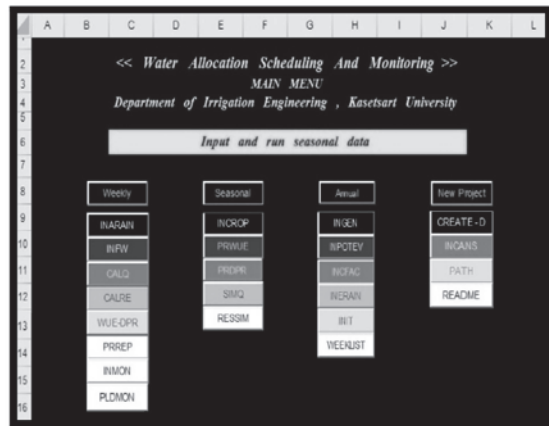 A B C D E F G H I J K L
2 << Water Allocation Scheduling And Monitoring >>
3 MAIN MENU
4 Department of Irrigation Engineering , Kasetsart University
5
6 Input and run seasonal data
7
8 Weekly Seasonal Annual New Project
9 INARAIN INCROP INGEN CREATE-D
10 INFW PRWUE INPOTEV INCANS
11 CALQ PRDPR INCFAC PATH
12 CALRE SIMQ INERAIN README
13 WUE-DPR RESSIM INIT
14 PRREP WEEKLIST
15 INMON
16 PLDMON